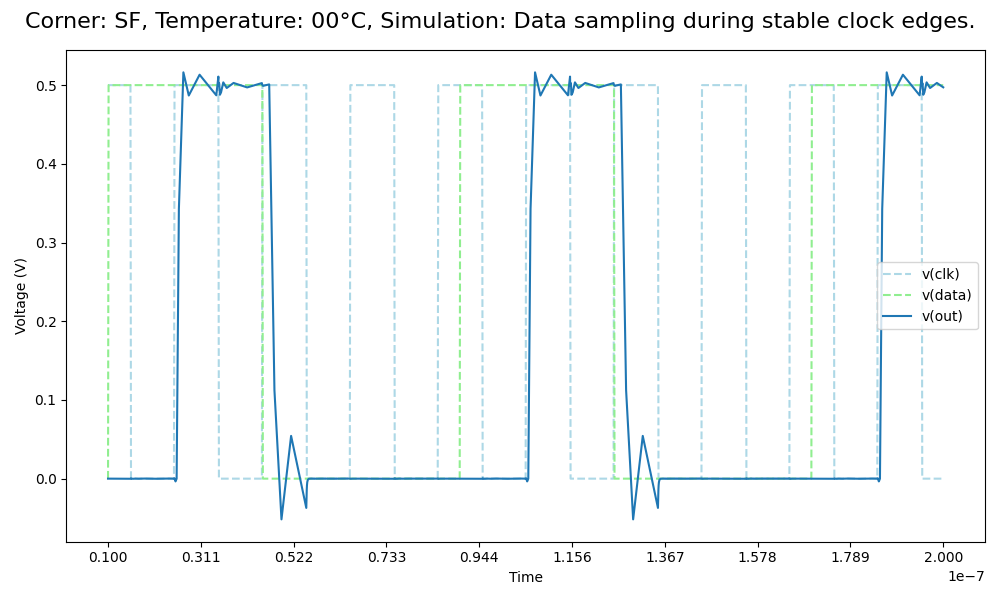 Corner: SF, Temperature: 00°C, Simulation: Data sampling during stable clock edges.
0.5
0.4
0.3
0.2
0.1
0.0
Voltage (V)
v(clk)
v(data)
v(out)
0.100 0.311 0.522 0.733 0.944 1.156 1.367 1.578 1.789 2.000
Time
1e−7